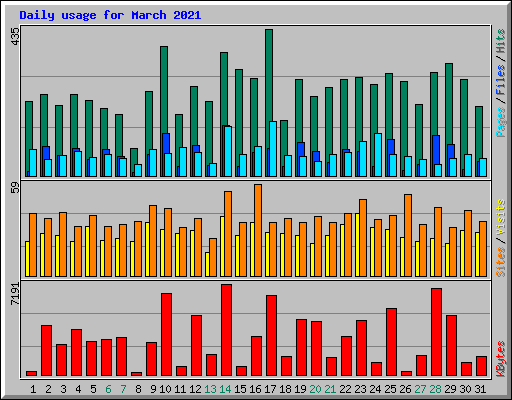 Daily usage for March 2021
435
Pages / Files / Hits
59
Sites / Visits
7191
KBytes
1 2 3 4 5 6 7 8 9 10 11 12 13 14 15 16 17 18 19 20 21 22 23 24 25 26 27 28 29 30 31